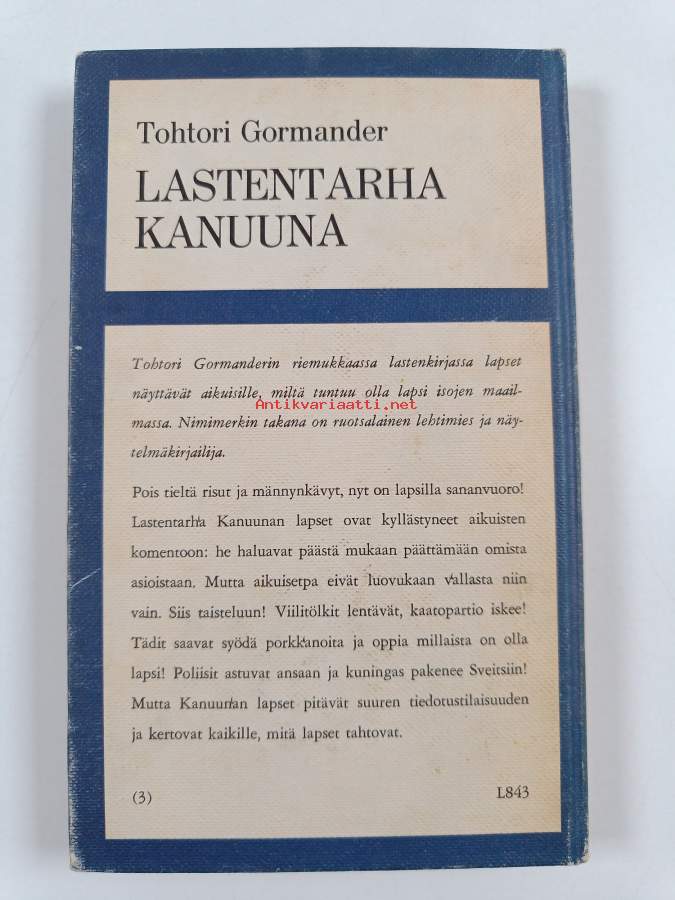 Tohtori Gormander
LASTENTARHA
KANUUNA
Tohtori Gormanderin riemukkaassa lastenkirjassa lapset
näyttävät aikuisille, miltä tuntuu olla lapsi isojen maail-
Antikvariaatti.net
massa. Nimimerkin takana on ruotsalainen lehtimies ja näy-
telmäkirjailija.
Pois tieltä risut ja männynkävyt, nyt on lapsilla sananvuoro!
Lastentarha Kanuunan lapset ovat kyllästyneet aikuisten
komentoon: he haluavat päästä mukaan päättämään omista
asioistaan. Mutta aikuisetpa eivät luovukaan vallasta niin
vain. Siis taisteluun! Viilitölkit lentävät, kaatopartio iskee!
Tädit saavat syödä porkkanoita ja oppia millaista on olla
lapsi! Poliisit astuvat ansaan ja kuningas pakenee Sveitsiin!
Mutta Kanuunan lapset pitävät suuren tiedotustilaisuuden
ja kertovat kaikille, mitä lapset tahtovat.
(3) L843